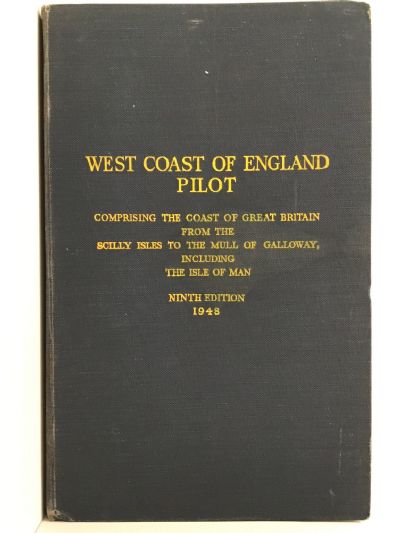 WEST COAST OF ENGLAND
PILOT
COMPRISING THE COAST OF GREAT BRITAIN
FROM THE
SCILLY ISLES TO THE MULL OF GALLOWAY,
INCLUDING
THE ISLE OF MAN
NINTH EDITION
1948